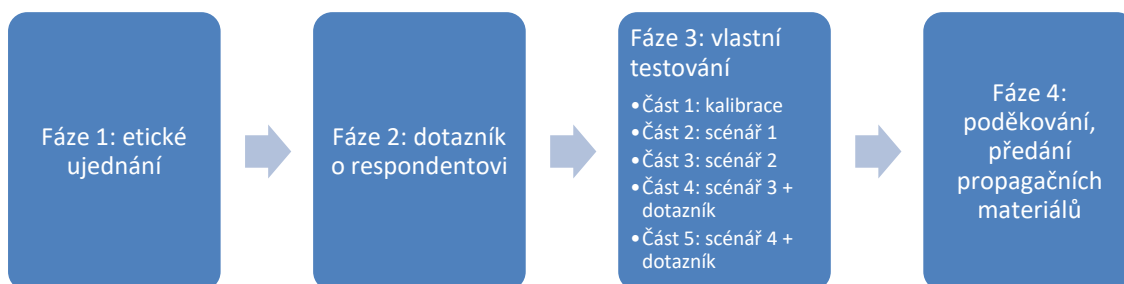 Fáze 1: etické
ujednání
Fáze 2: dotazník
o respondentovi
Fáze 3: vlastní
testování
•Část 1: kalibrace
•Část 2: scénář 1
•Část 3: scénář 2
•Část 4: scénář 3 +
dotazník
•Část 5: scénář 4 +
dotazník
Fáze 4:
poděkování,
předání
propagačních
materiálů